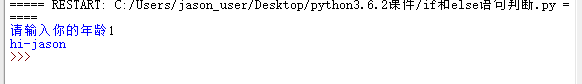 ===== RESTART: C:/Users/jason_user/Desktop/python3.6.2课件/if和else语句判断.py =
====
请输入你的年龄1
hi-jason
>>>